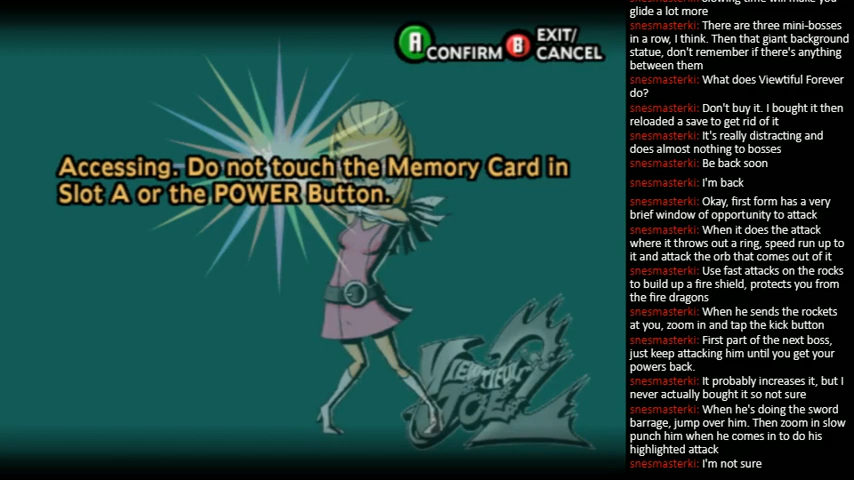 A CONFIRM B EXIT/
CANCEL
Accessing. Do not touch the Memory Card in
Slot A or the POWER Button.
VIEWTIFUL
JOE 2
glide a lot more
snesmasterki: There are three mini-bosses
in a row, I think. Then that giant background
statue, don't remember if there's anything
between them
snesmasterki: What does Viewtiful Forever
do?
snesmasterki: Don't buy it. I bought it then
reloaded a save to get rid of it
snesmasterki: It's really distracting and
does almost nothing to bosses
snesmasterki: Be back soon
snesmasterki: I'm back
snesmasterki: Okay, first form has a very
brief window of opportunity to attack
snesmasterki: When it does the attack
where it throws out a ring, speed run up to
it and attack the orb that comes out of it
snesmasterki: Use fast attacks on the rocks
to build up a fire shield, protects you from
the fire dragons
snesmasterki: When he sends the rockets
at you, zoom in and tap the kick button
snesmasterki: First part of the next boss,
just keep attacking him until you get your
powers back.
snesmasterki: It probably increases it, but I
never actually bought it so not sure
snesmasterki: When he's doing the sword
barrage, jump over him. Then zoom in slow
punch him when he comes in to do his
highlighted attack
snesmasterki: I'm not sure